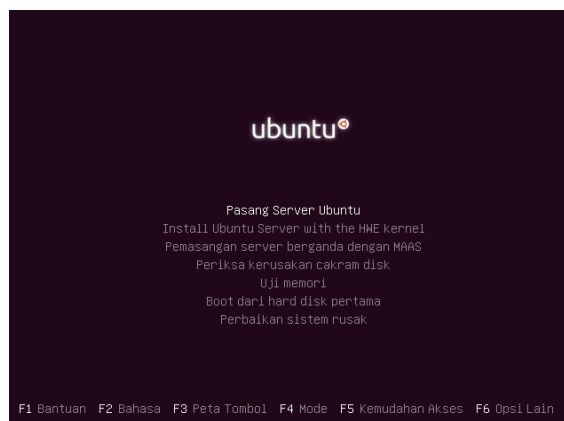 ubuntu
Pasang Server Ubuntu
Install Ubuntu Server with the HWE kernel
Pemasangan server berganda dengan MAAS
Periksa kerusakan cakram disk
Uji memori
Boot dari hard disk pertama
Perbaikan sistem rusak
F1 Bantuan F2 Bahasa F3 Peta Tombol F4 Mode F5 Kemudahan Akses F6 Opsi Lain